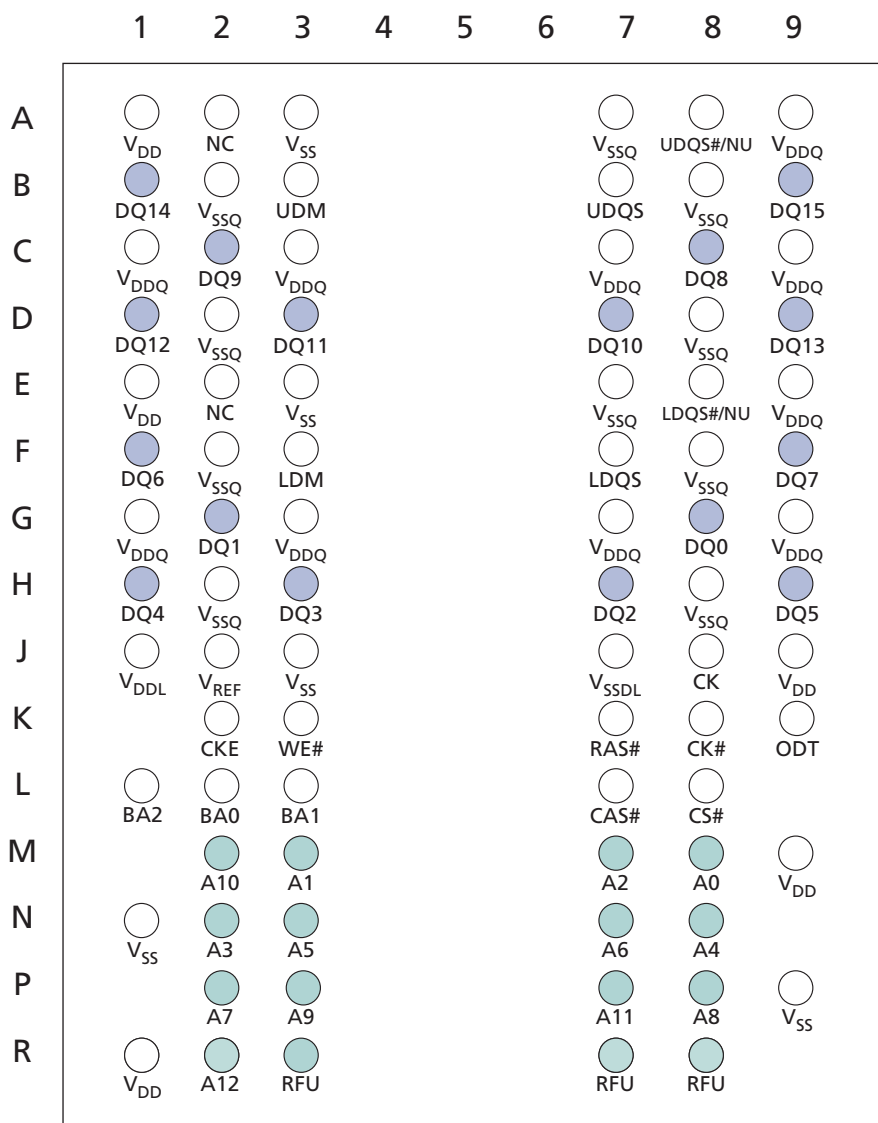 1 2 3 4 5 6 7 8 9
A
VDD NC VSS VSSQ UDQS#/NU VDDQ
B
DQ14 VSSQ UDM UDQS VSSQ DQ15
C
VDDQ DQ9 VDDQ VDDQ DQ8 VDDQ
D
DQ12 VSSQ DQ11 DQ10 VSSQ DQ13
E
VDD NC VSS VSSQ LDQS#/NU VDDQ
F
DQ6 VSSQ LDM LDQS VSSQ DQ7
G
VDDQ DQ1 VDDQ VDDQ DQ0 VDDQ
H
DQ4 VSSQ DQ3 DQ2 VSSQ DQ5
J
VDDL VREF VSS VSSDL CK VDD
K
CKE WE# RAS# CK# ODT
L
BA2 BA0 BA1 CAS# CS#
M
A10 A1 A2 A0 VDD
N
VSS A3 A5 A6 A4
P
A7 A9 A11 A8 VSS
R
VDD A12 RFU RFU RFU